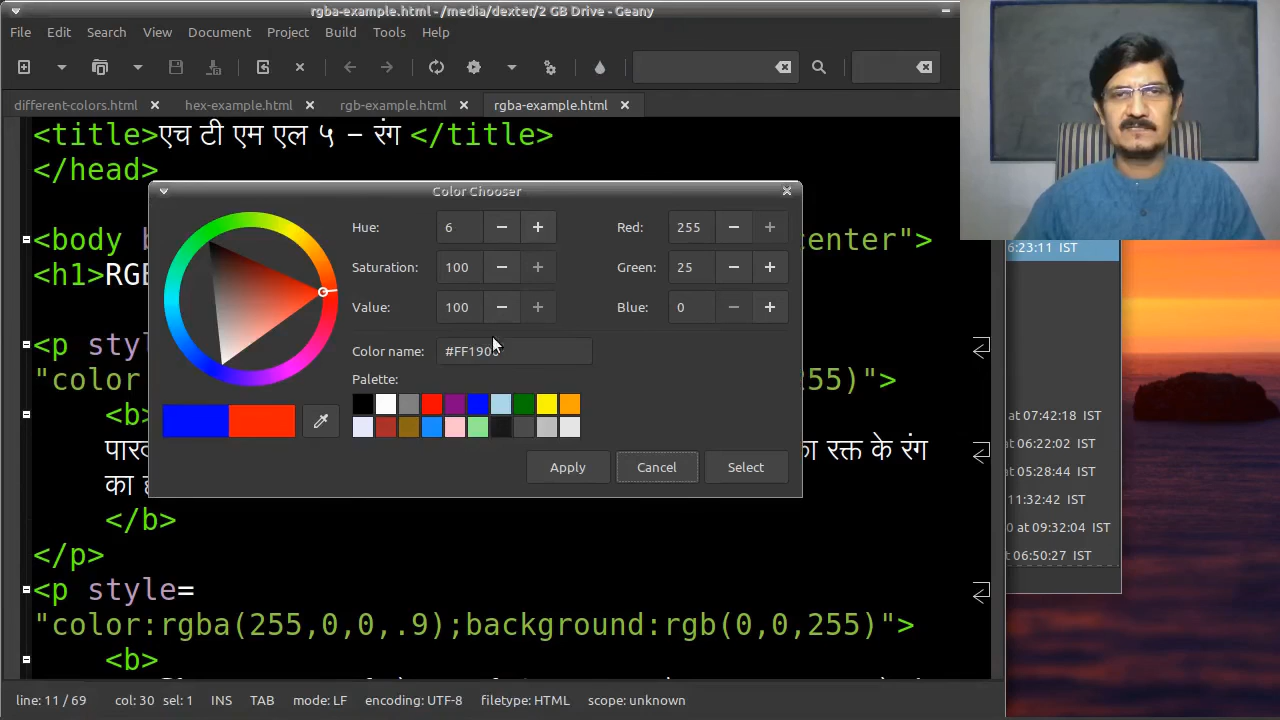 rgba-example.html - /media/dexter/2 GB Drive - Geany
File Edit Search View Document Project Build Tools Help
different-colors.html hex-example.html rgb-example.html rgba-example.html
<title>एच टी एम एल ५ - रंग </title>
</head>
Color Chooser
<body b center">
<h1>RGB
Hue: 6 Red: 255
Saturation: 100 Green: 25
Value: 100 Blue: 0
<p sty
Color name: #FF1900
"color 255)">
Palette:
<b>
रक्त के रंग
का
Apply Cancel Select
</b>
</p>
<p style=
"color:rgba(255,0,0,.9);background:rgb(0,0,255)">
<b>
line: 11 / 69 col: 30 sel: 1 INS TAB mode: LF encoding: UTF-8 filetype: HTML scope: unknown
6:23:11 IST
at 07:42:18 IST
at 06:22:02 IST
at 05:28:44 IST
11:32:42 IST
0 at 09:32:04 IST
at 06:50:27 IST